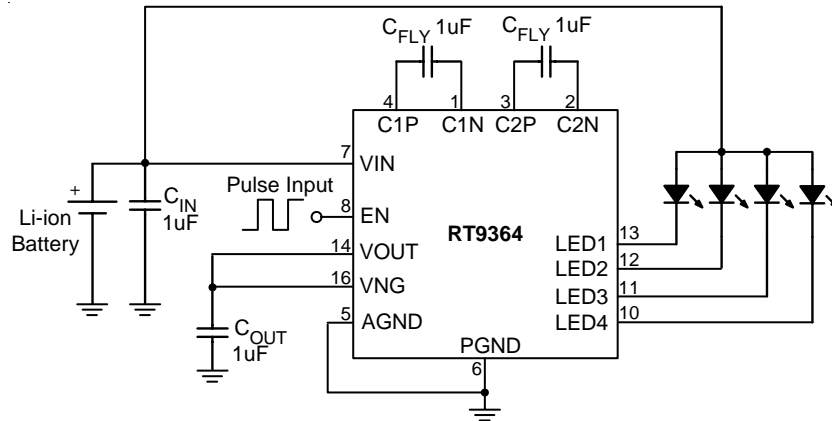 CFLY 1uF
CFLY 1uF
4
1
3
2
C1P
C1N
C2P
C2N
7
VIN
+
Li-ion
Battery
CIN
1uF
Pulse Input
8
EN
RT9364
14
VOUT
16
VNG
5
AGND
COUT
1uF
PGND
6
LED1
13
LED2
12
LED3
11
LED4
10